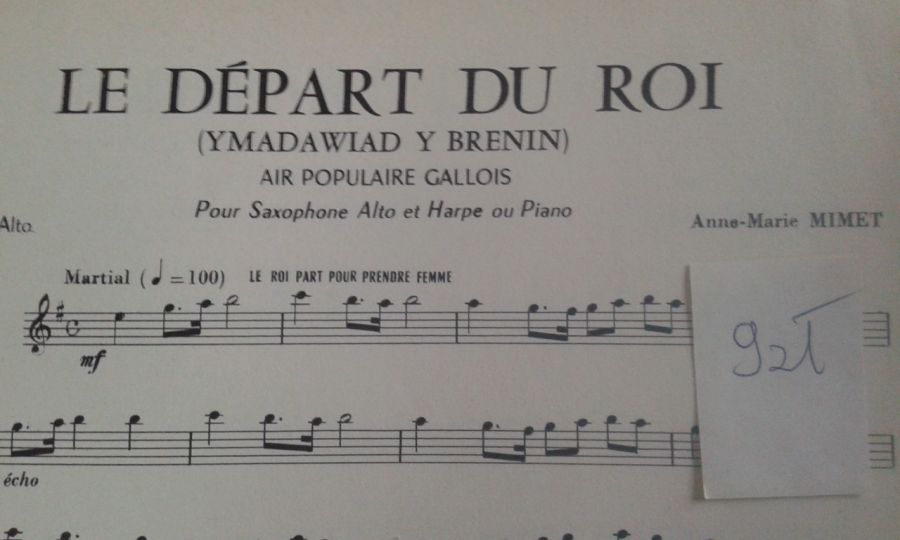 LE DÉPART DU ROI
(YMADAWIAD Y BRENIN)
AIR POPULAIRE GALLOIS
Pour Saxophone Alto et Harpe ou Piano
Alto
Anne-Marie MIMET
Martial (♩=100) LE ROI PART POUR PRENDRE FEMME
mf
écho